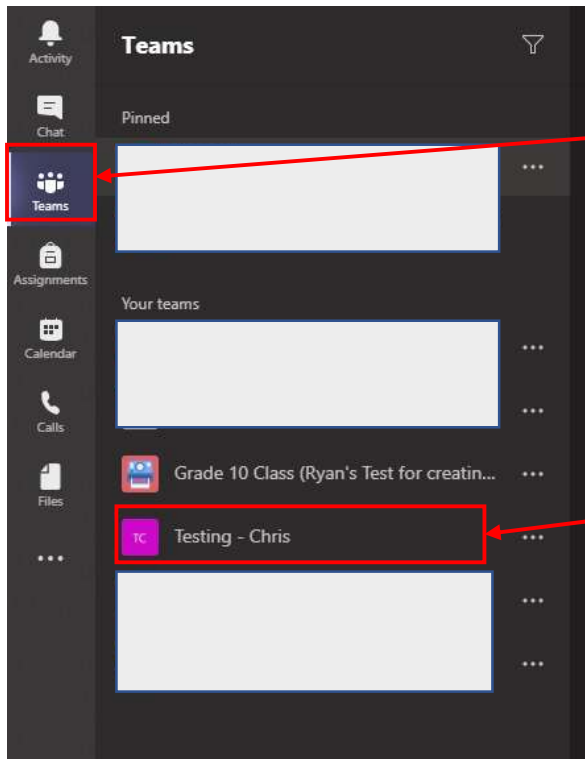 Activity
Teams
Chat
Pinned
Teams
Assignments
Your teams
Calendar
Calls
Files
Grade 10 Class (Ryan's Test for creatin...
TC Testing - Chris